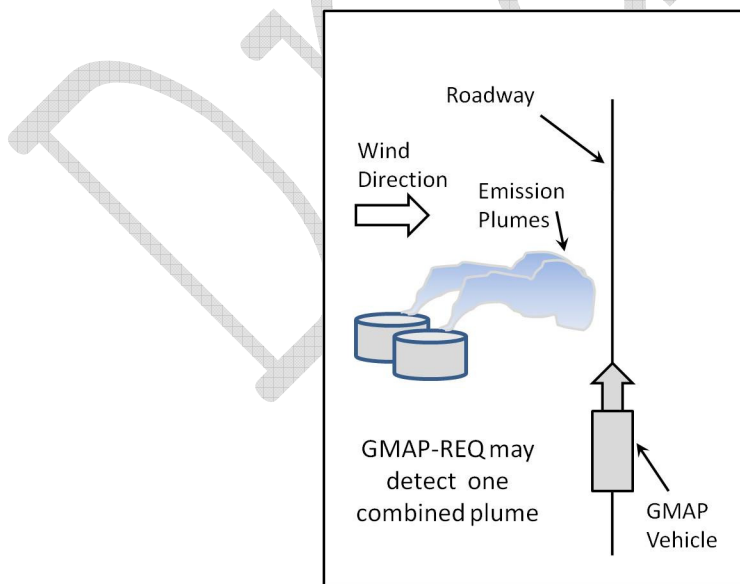 Roadway
Wind
Direction
Emission
Plumes
GMAP-REQ may
detect one
combined plume
GMAP
Vehicle